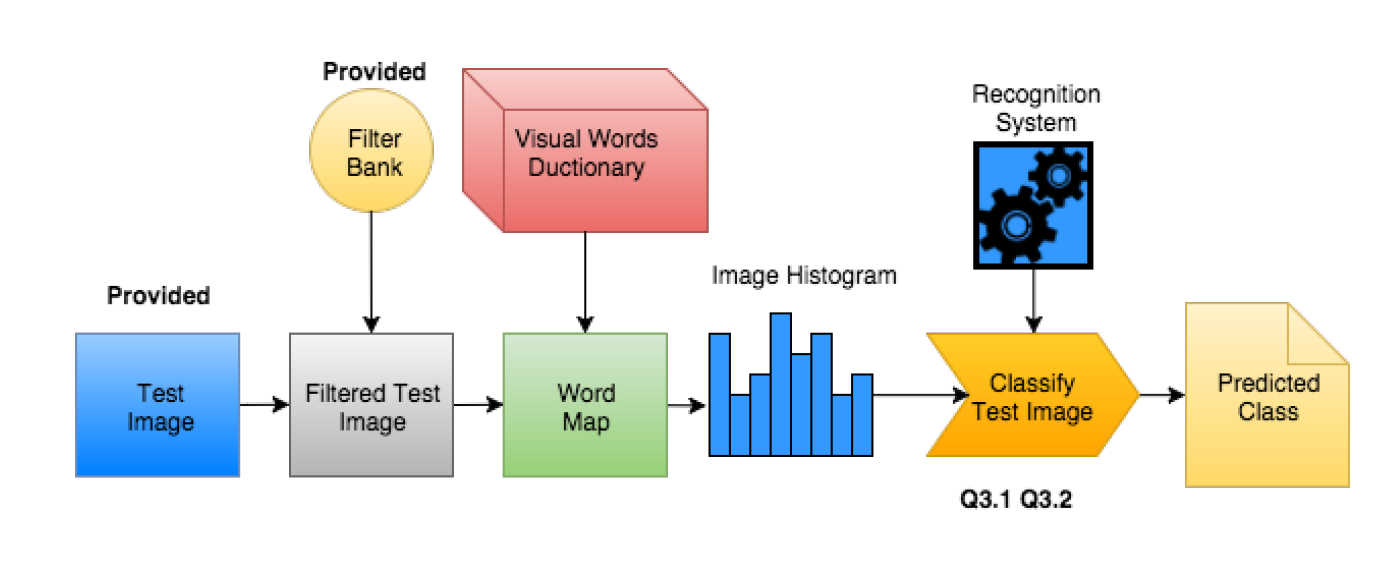 Provided
Filter
Bank
Visual Words
Ductionary
Recognition
System
Image Histogram
Provided
Test
Image
Filtered Test
Image
Word
Map
Classify
Test Image
Predicted
Class
Q3.1 Q3.2